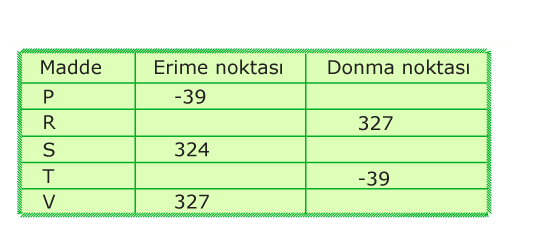 Madde Erime noktası Donma noktası
P -39
R 327
S 324
T -39
V 327